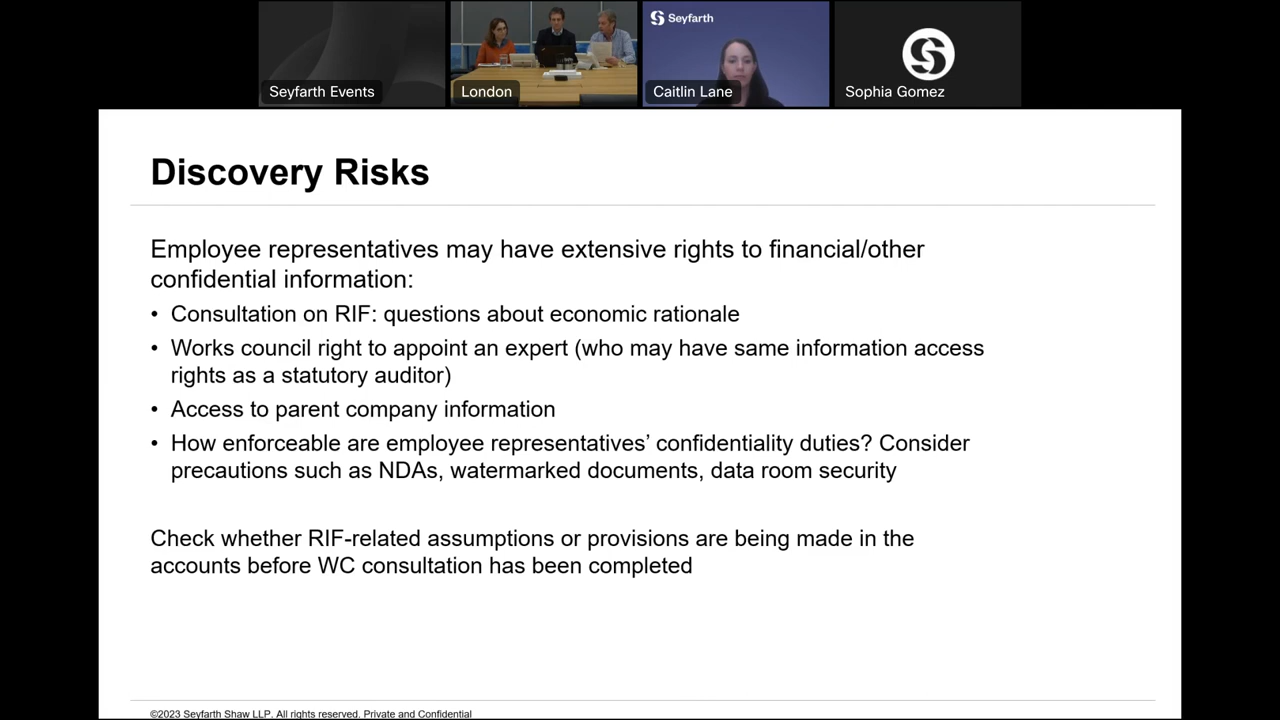 Seyfarth
Seyfarth Events
London
Caitlin Lane
Sophia Gomez
Discovery Risks
Employee representatives may have extensive rights to financial/other
confidential information:
• Consultation on RIF: questions about economic rationale
• Works council right to appoint an expert (who may have same information access
rights as a statutory auditor)
• Access to parent company information
• How enforceable are employee representatives’ confidentiality duties? Consider
precautions such as NDAs, watermarked documents, data room security
Check whether RIF-related assumptions or provisions are being made in the
accounts before WC consultation has been completed
©2023 Seyfarth Shaw LLP. All rights reserved. Private and Confidential